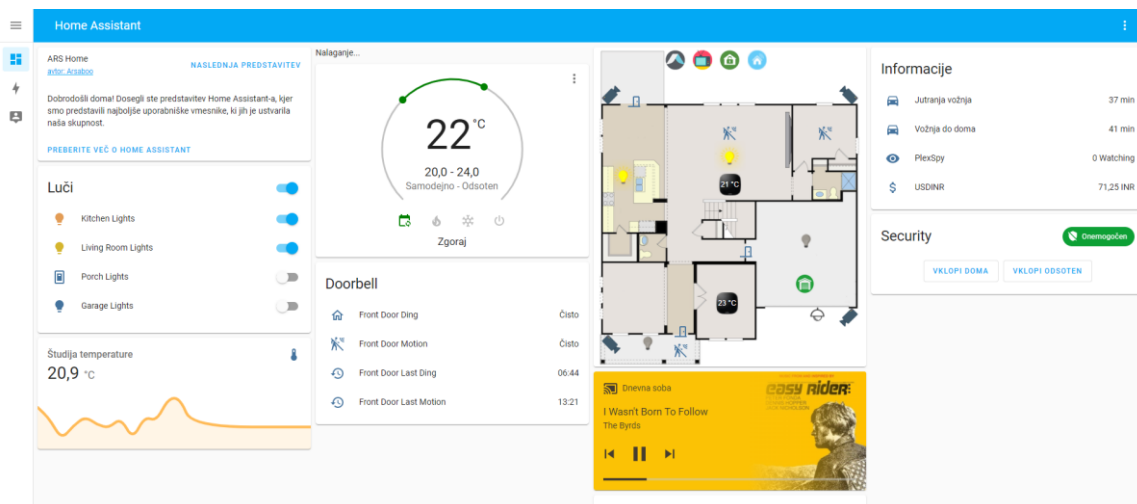 Home Assistant
ARS Home
avtor: Arsaboo
NASLEDNJA PREDSTAVITEV
Dobrodošli doma! Dosegli ste predstavitev Home Assistant-a, kjer
smo predstavili najboljše uporabniške vmesnike, ki jih je ustvarila
naša skupnost.
PREBERITE VEČ O HOME ASSISTANT
Luči
Kitchen Lights
Living Room Lights
Porch Lights
Garage Lights
Študija temperature
20,9 °C
Nalaganje...
22 °C
20,0 - 24,0
Samodejno - Odsoten
Zgoraj
Doorbell
Front Door Ding Čisto
Front Door Motion Čisto
Front Door Last Ding 06:44
Front Door Last Motion 13:21
21 °C
23 °C
Dnevna soba
I Wasn't Born To Follow
The Byrds
easy RiDER
Informacije
Jutranja vožnja 37 min
Vožnja do doma 41 min
PlexSpy 0 Watching
USDINR 71,25 INR
Security
Onemogočen
VKLOPI DOMA
VKLOPI ODSOTEN